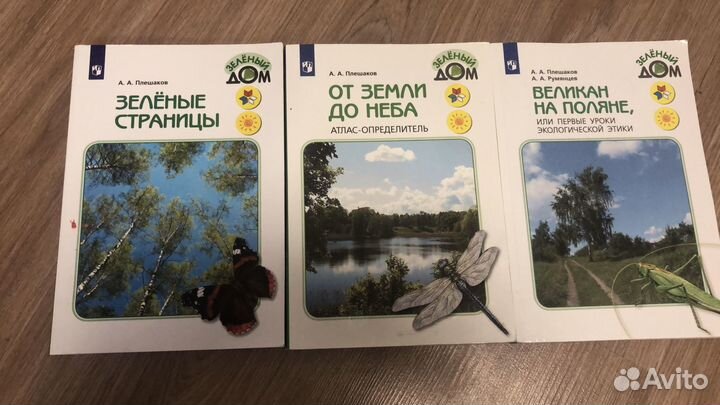 А. А. Плешаков
ЗЕЛЁНЫЙ
ДОМ
ЗЕЛЁНЫЕ
СТРАНИЦЫ
А. А. Плешаков
ЗЕЛЁНЫЙ
ДОМ
ОТ ЗЕМЛИ
ДО НЕБА
АТЛАС-ОПРЕДЕЛИТЕЛЬ
А. А. Плешаков
А. А. Румянцев
ЗЕЛЁНЫЙ
ДОМ
ВЕЛИКАН
НА ПОЛЯНЕ,
ИЛИ ПЕРВЫЕ УРОКИ
ЭКОЛОГИЧЕСКОЙ ЭТИКИ
Avito